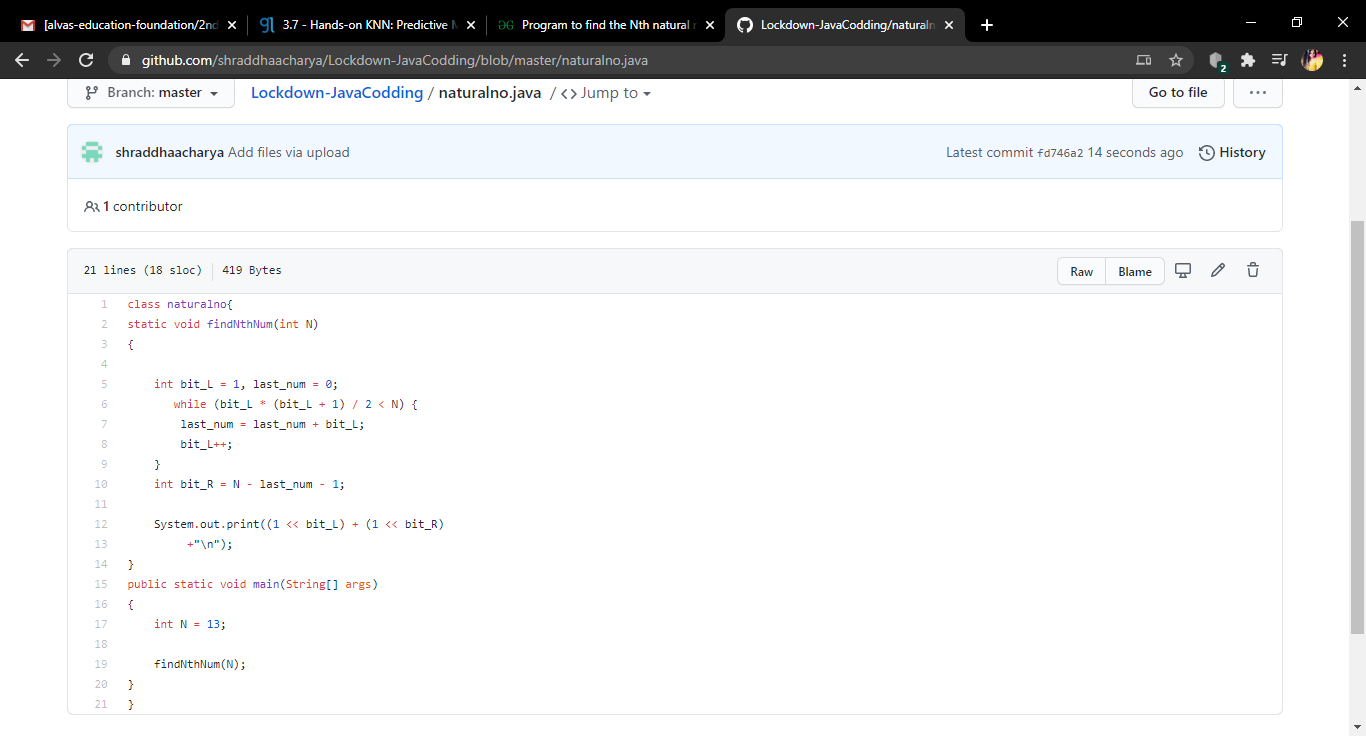 [alvas-education-foundation/2nd
3.7 - Hands-on KNN: Predictive M
Program to find the Nth natural n
Lockdown-JavaCodding/naturaln
github.com/shraddhaacharya/Lockdown-JavaCodding/blob/master/naturalno.java
2
Branch: master
Lockdown-JavaCodding / naturalno.java / <> Jump to
Go to file
...
shraddhaacharya Add files via upload
Latest commit fd746a2 14 seconds ago
History
1 contributor
21 lines (18 sloc) 419 Bytes
Raw Blame
1 class naturalno{
2 static void findNthNum(int N)
3 {
4
5 int bit_L = 1, last_num = 0;
6 while (bit_L * (bit_L + 1) / 2 < N) {
7 last_num = last_num + bit_L;
8 bit_L++;
9 }
10 int bit_R = N - last_num - 1;
11
12 System.out.print((1 << bit_L) + (1 << bit_R)
13 +"\n");
14 }
15 public static void main(String[] args)
16 {
17 int N = 13;
18
19 findNthNum(N);
20 }
21 }